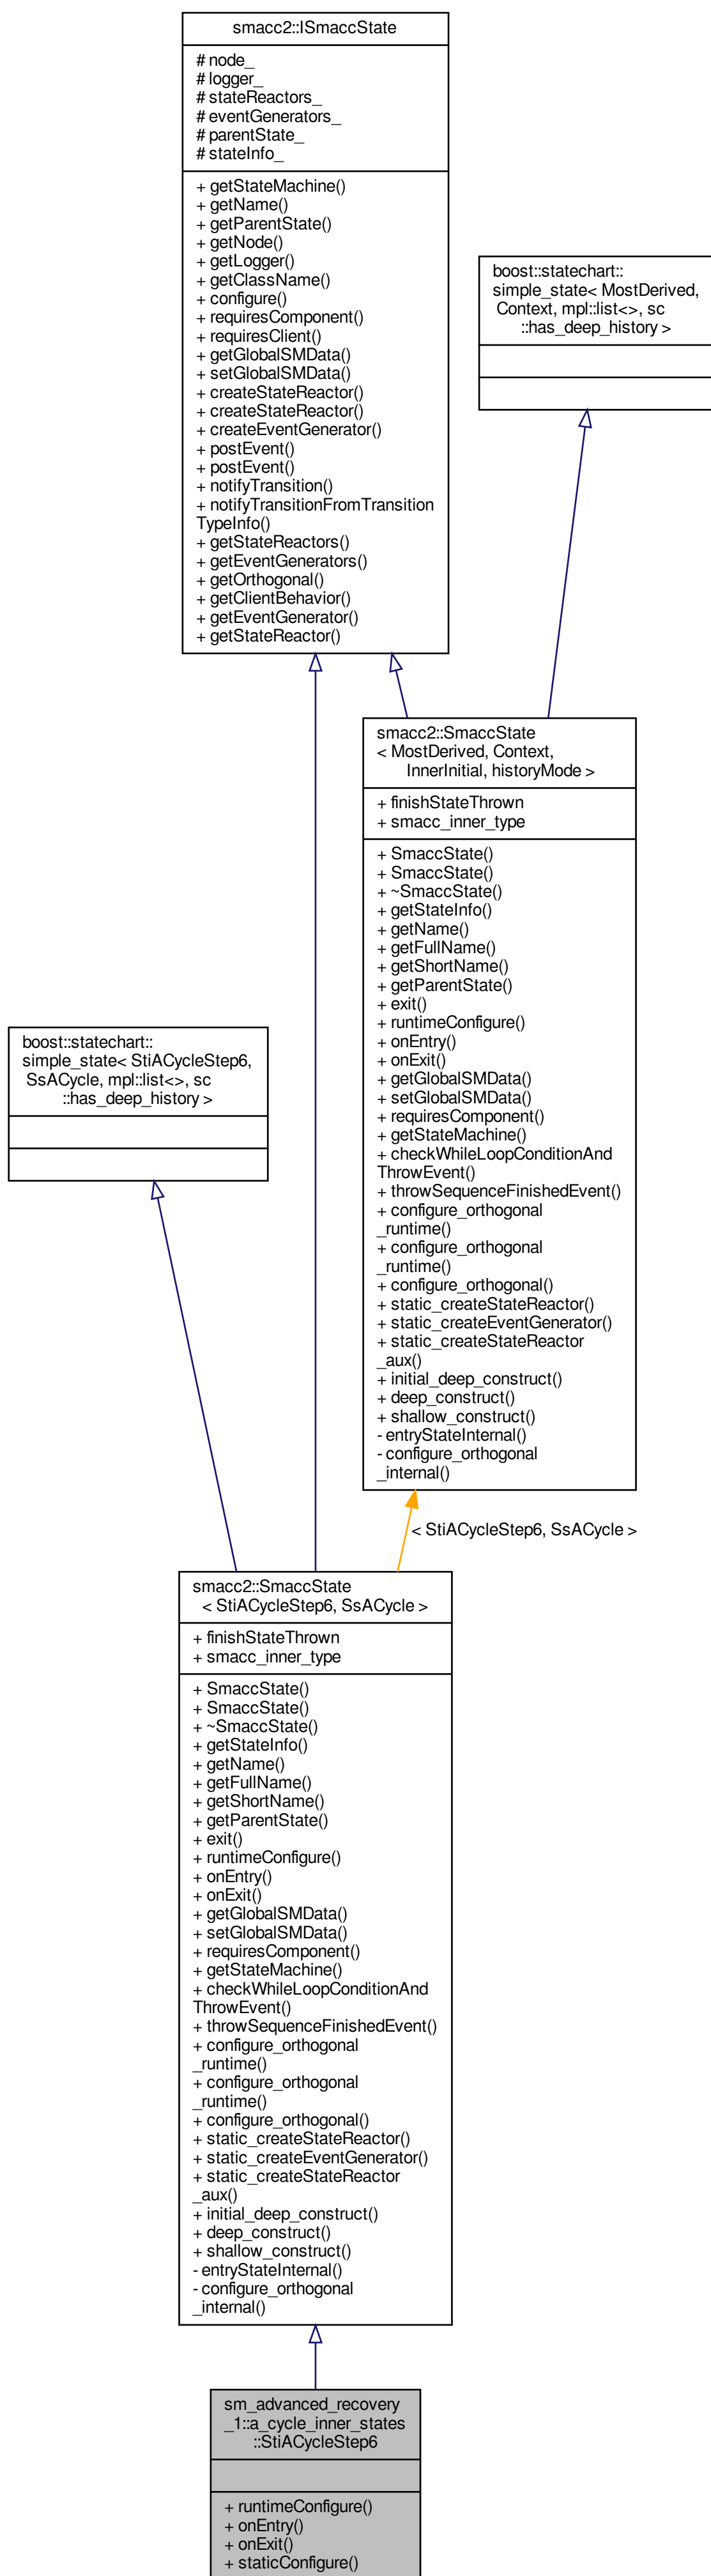 smacc2::ISmaccState
# node_
# logger_
# stateReactors_
# eventGenerators_
# parentState_
# stateInfo_
+ getStateMachine()
+ getName()
+ getParentState()
+ getNode()
+ getLogger()
+ getClassName()
+ configure()
+ requiresComponent()
+ requiresClient()
+ getGlobalSMData()
+ setGlobalSMData()
+ createStateReactor()
+ createStateReactor()
+ createEventGenerator()
+ postEvent()
+ postEvent()
+ notifyTransition()
+ notifyTransitionFromTransition
TypeInfo()
+ getStateReactors()
+ getEventGenerators()
+ getOrthogonal()
+ getClientBehavior()
+ getEventGenerator()
+ getStateReactor()
boost::statechart::
simple_state< MostDerived,
Context, mpl::list<>, sc
::has_deep_history >
smacc2::SmaccState
< MostDerived, Context,
InnerInitial, historyMode >
+ finishStateThrown
+ smacc_inner_type
+ SmaccState()
+ SmaccState()
+ ~SmaccState()
+ getStateInfo()
+ getName()
+ getFullName()
+ getShortName()
+ getParentState()
+ exit()
+ runtimeConfigure()
+ onEntry()
+ onExit()
+ getGlobalSMData()
+ setGlobalSMData()
+ requiresComponent()
+ getStateMachine()
+ checkWhileLoopConditionAnd
ThrowEvent()
+ throwSequenceFinishedEvent()
+ configure_orthogonal
_runtime()
+ configure_orthogonal
_runtime()
+ configure_orthogonal()
+ static_createStateReactor()
+ static_createEventGenerator()
+ static_createStateReactor
_aux()
+ initial_deep_construct()
+ deep_construct()
+ shallow_construct()
- entryStateInternal()
- configure_orthogonal
_internal()
boost::statechart::
simple_state< StiACycleStep6,
SsACycle, mpl::list<>, sc
::has_deep_history >
< StiACycleStep6, SsACycle >
smacc2::SmaccState
< StiACycleStep6, SsACycle >
+ finishStateThrown
+ smacc_inner_type
+ SmaccState()
+ SmaccState()
+ ~SmaccState()
+ getStateInfo()
+ getName()
+ getFullName()
+ getShortName()
+ getParentState()
+ exit()
+ runtimeConfigure()
+ onEntry()
+ onExit()
+ getGlobalSMData()
+ setGlobalSMData()
+ requiresComponent()
+ getStateMachine()
+ checkWhileLoopConditionAnd
ThrowEvent()
+ throwSequenceFinishedEvent()
+ configure_orthogonal
_runtime()
+ configure_orthogonal
_runtime()
+ configure_orthogonal()
+ static_createStateReactor()
+ static_createEventGenerator()
+ static_createStateReactor
_aux()
+ initial_deep_construct()
+ deep_construct()
+ shallow_construct()
- entryStateInternal()
- configure_orthogonal
_internal()
sm_advanced_recovery
_1::a_cycle_inner_states
::StiACycleStep6
+ runtimeConfigure()
+ onEntry()
+ onExit()
+ staticConfigure()